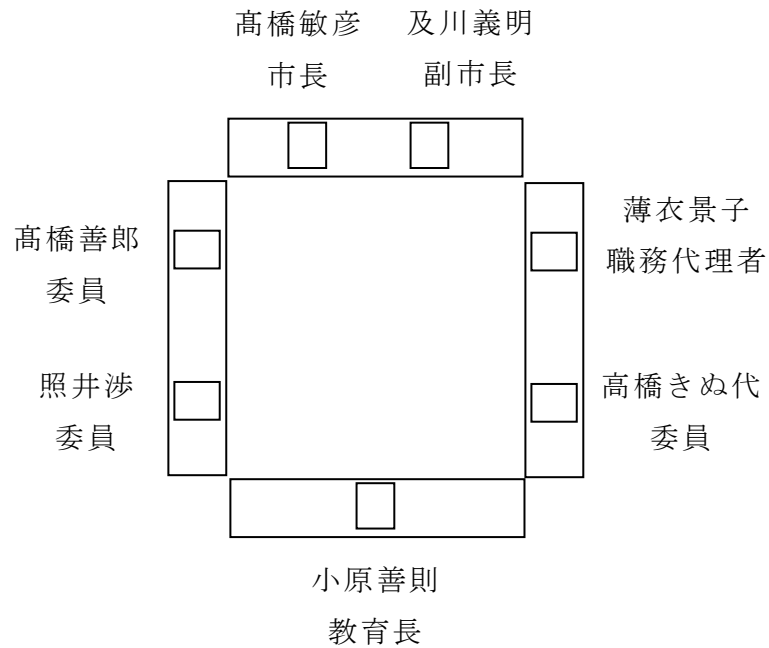 髙橋敏彦
市長
及川義明
副市長
髙橋善郎
委員
薄衣景子
職務代理者
照井渉
委員
高橋きぬ代
委員
小原善則
教育長